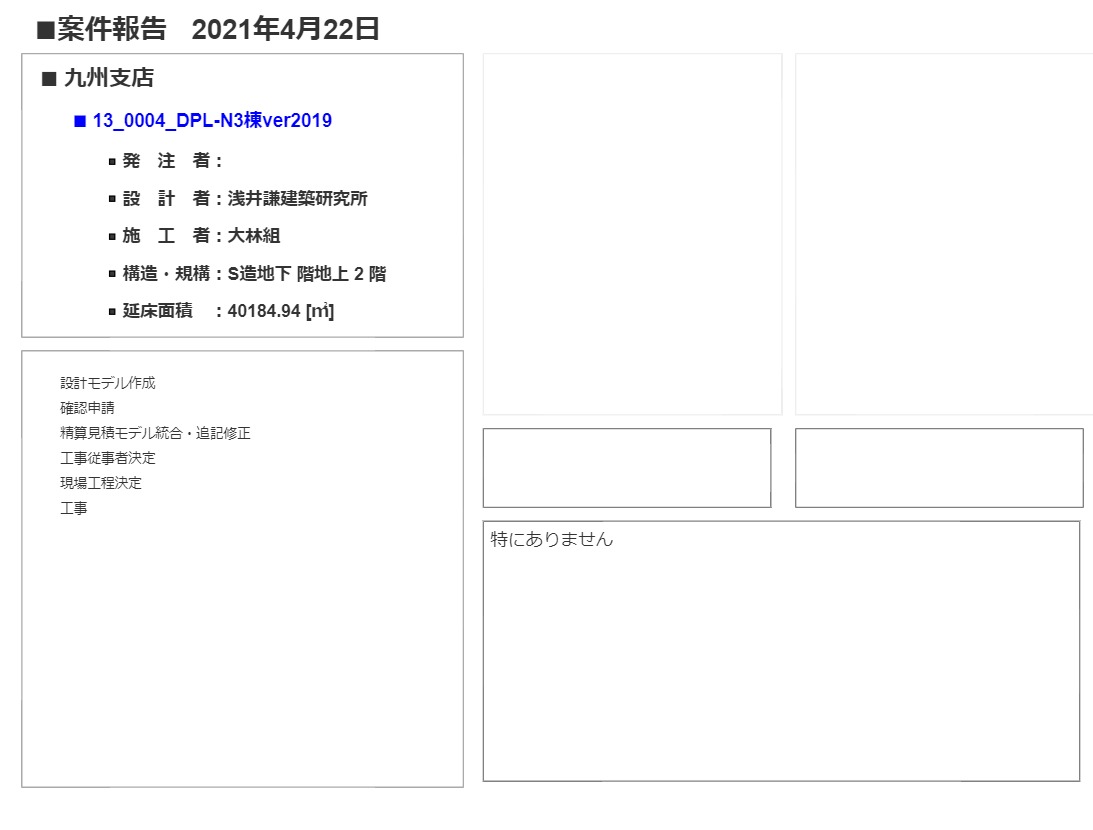 ■案件報告　2021年4月22日
■ 九州支店
■ 13_0004_DPL-N3棟ver2019
▪ 発　注　者：
▪ 設　計　者：浅井謙建築研究所
▪ 施　工　者：大林組
▪ 構造・規構：S造地下 階地上 2 階
▪ 延床面積　：40184.94 [㎡]
設計モデル作成
確認申請
精算見積モデル統合・追記修正
工事従事者決定
現場工程決定
工事
特にありません